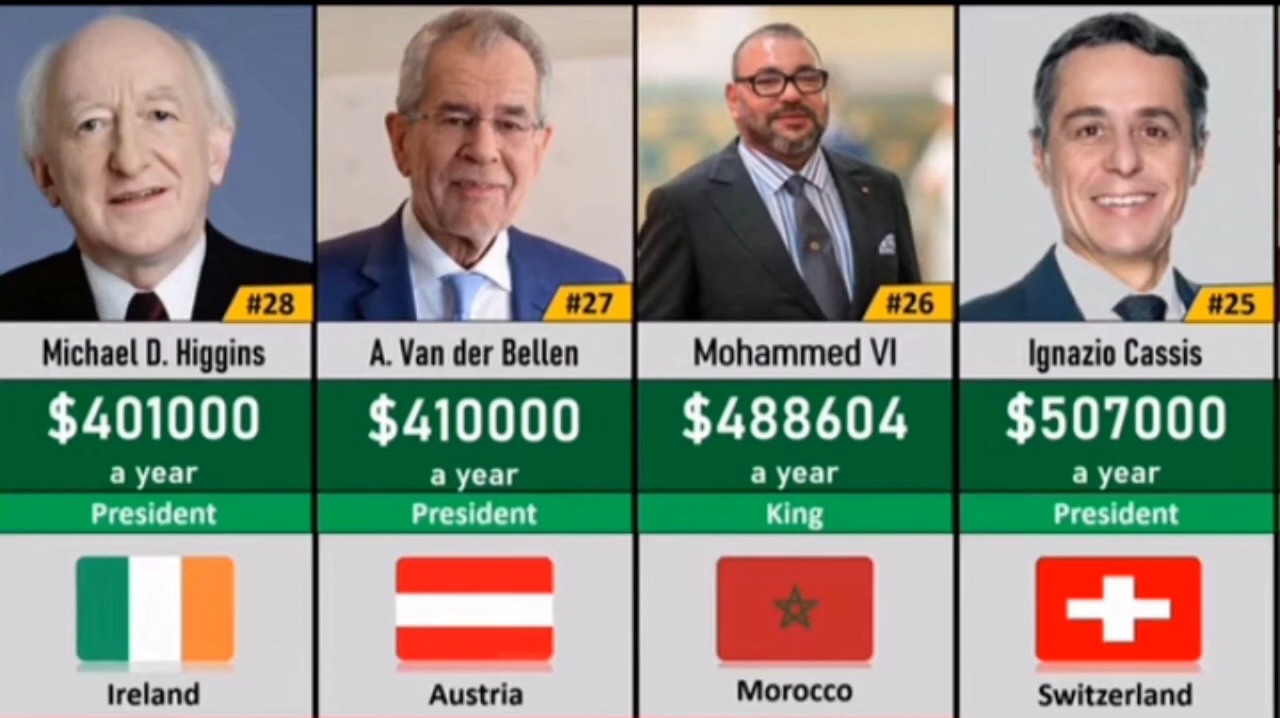 #28
#27
#26
#25
Michael D. Higgins
A. Van der Bellen
Mohammed VI
Ignazio Cassis
$401000
$410000
$488604
$507000
a year
a year
a year
a year
President
President
King
President
Ireland
Austria
Morocco
Switzerland